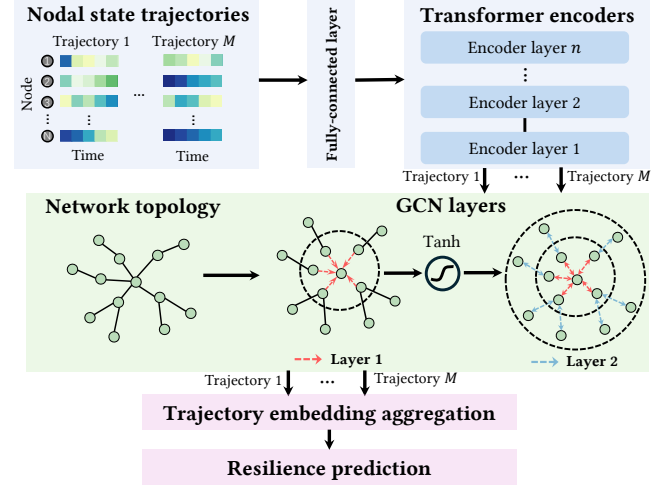 Nodal state trajectories
Trajectory 1
Trajectory M
Node
1
2
3
N
...
Time
Time
Fully-connected layer
Transformer encoders
Encoder layer n
Encoder layer 2
Encoder layer 1
Trajectory 1
...
Trajectory M
Network topology
GCN layers
Tanh
Layer 1
Layer 2
Trajectory 1
...
Trajectory M
Trajectory embedding aggregation
Resilience prediction